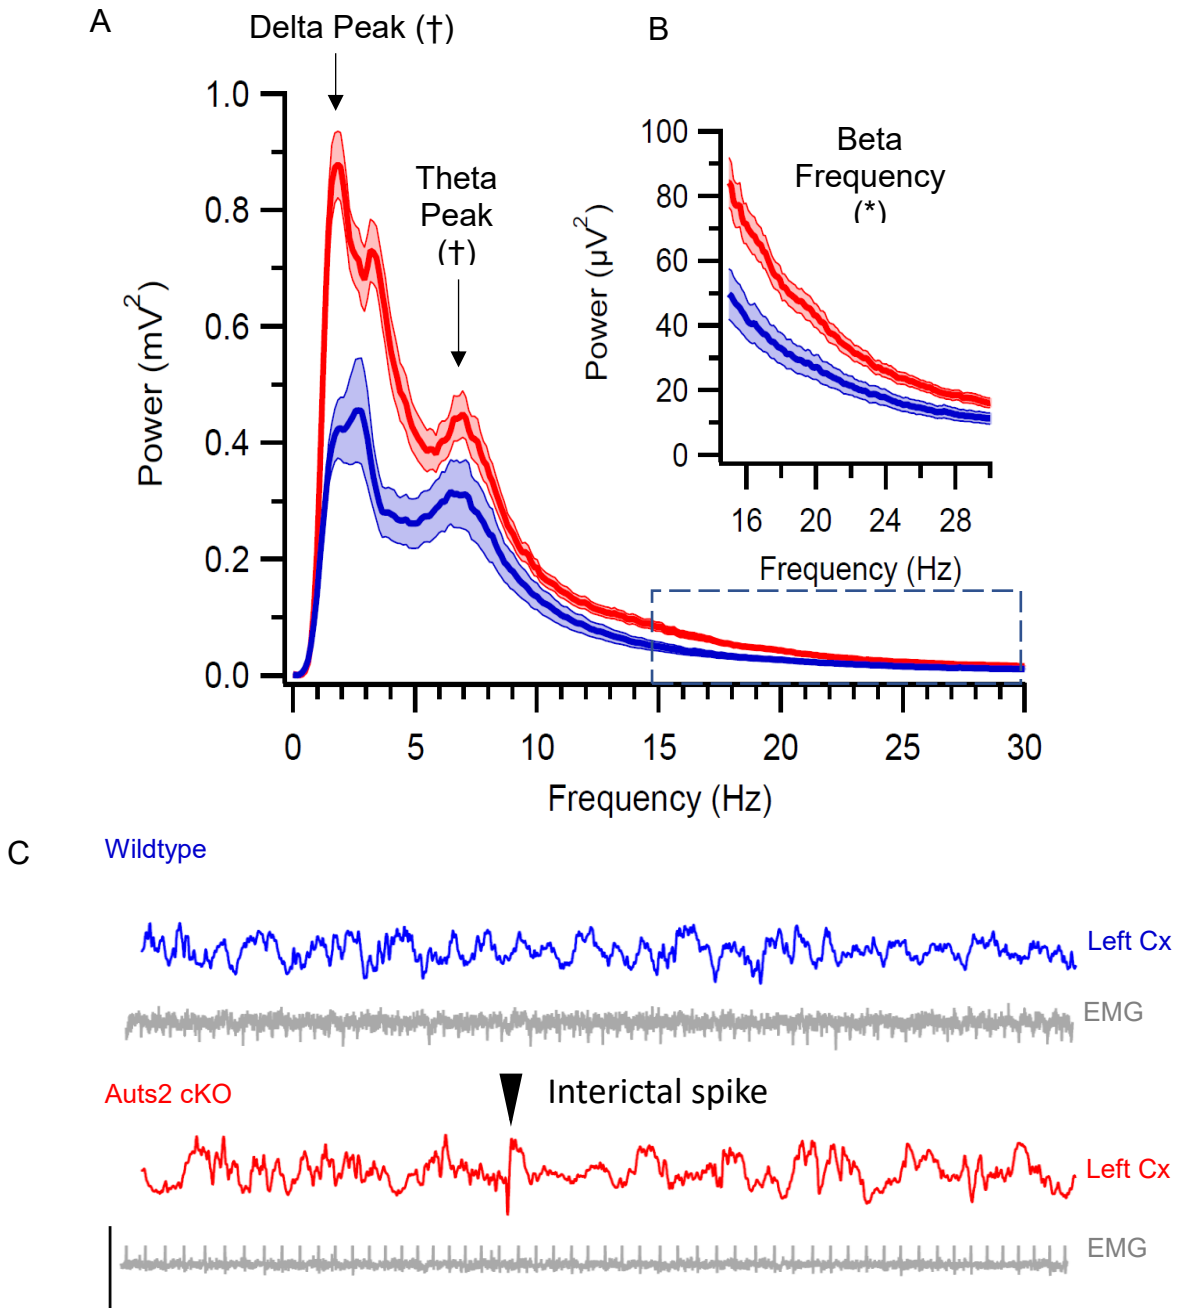 A
Delta Peak (†)
B
1.0
0.8
0.6
0.4
0.2
0.0
Power (mV²)
Theta
Peak
(†)
0
5
10
15
20
25
30
Frequency (Hz)
100
80
60
40
20
0
Power (µV²)
Beta
Frequency
(*)
16
20
24
28
Frequency (Hz)
C
Wildtype
Left Cx
EMG
Auts2 cKO
Interictal spike
Left Cx
EMG